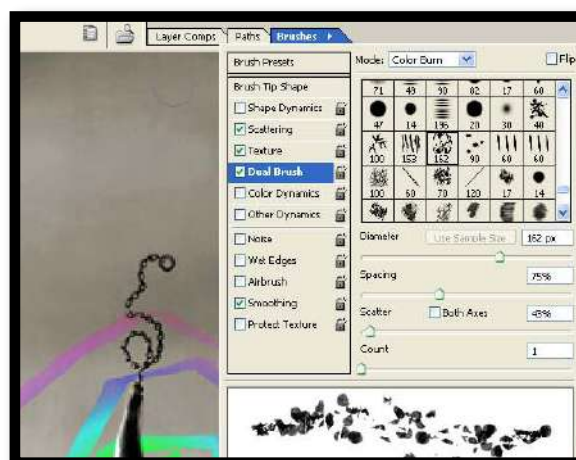 Layer Comps Paths Brushes
Brush Presets
Mode: Color Burn Flip
Brush Tip Shape
Shape Dynamics
Scattering
Texture
Dual Brush
Color Dynamics
Other Dynamics
Noise
Wet Edges
Airbrush
Smoothing
Protect Texture
71 49 90 82 17 60
47 14 196 20 30 40
100 153 162 90 60 60
100 60 70 120 17 14
Diameter Use Sample Size 162 px
Spacing 75%
Scatter Both Axes 43%
Count 1